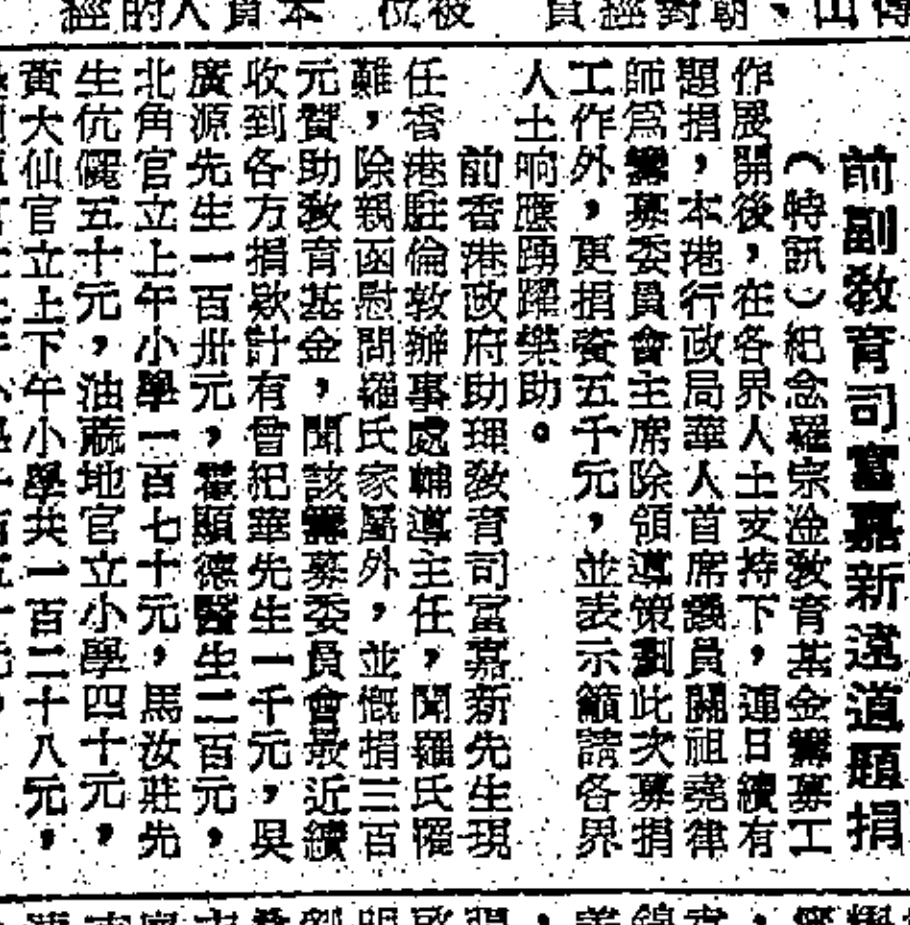 前副敎育司富嘉新遠道題捐
(特訊)紀念羅宗淦敎育基金籌募工
作展開後,在各界人士支持下,連日續有
題捐,本港行政局華人首席議員關祖堯律
師爲籌募委員會主席除領導策劃此次募捐
工作外,更捐資五千元,並表示籲請各界
人士响應踴躍樂助。
前香港政府助理敎育司富嘉新先生現
任香港駐倫敦辦事處輔導主任,聞羅氏罹
難,除親函慰問羅氏家屬外,並慨捐三百
元贊助敎育基金,聞該籌募委員會最近續
收到各方捐欵計有曾紀華先生一千元,吳
廣源先生一百卅元,顯德醫生二百元,
北角官立上午小學一百七十元,馬汝莊先
生伉儷五十元,油蔴地官立小學四十元,
黃大仙官立上下午小學共一百二十八元,